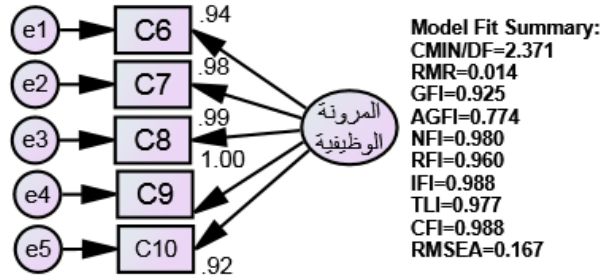 e1
C6
.94
e2
C7
.98
e3
C8
.99
e4
C9
1.00
e5
C10
.92
المرونة
الوظيفية
Model Fit Summary:
CMIN/DF=2.371
RMR=0.014
GFI=0.925
AGFI=0.774
NFI=0.980
RFI=0.960
IFI=0.988
TLI=0.977
CFI=0.988
RMSEA=0.167